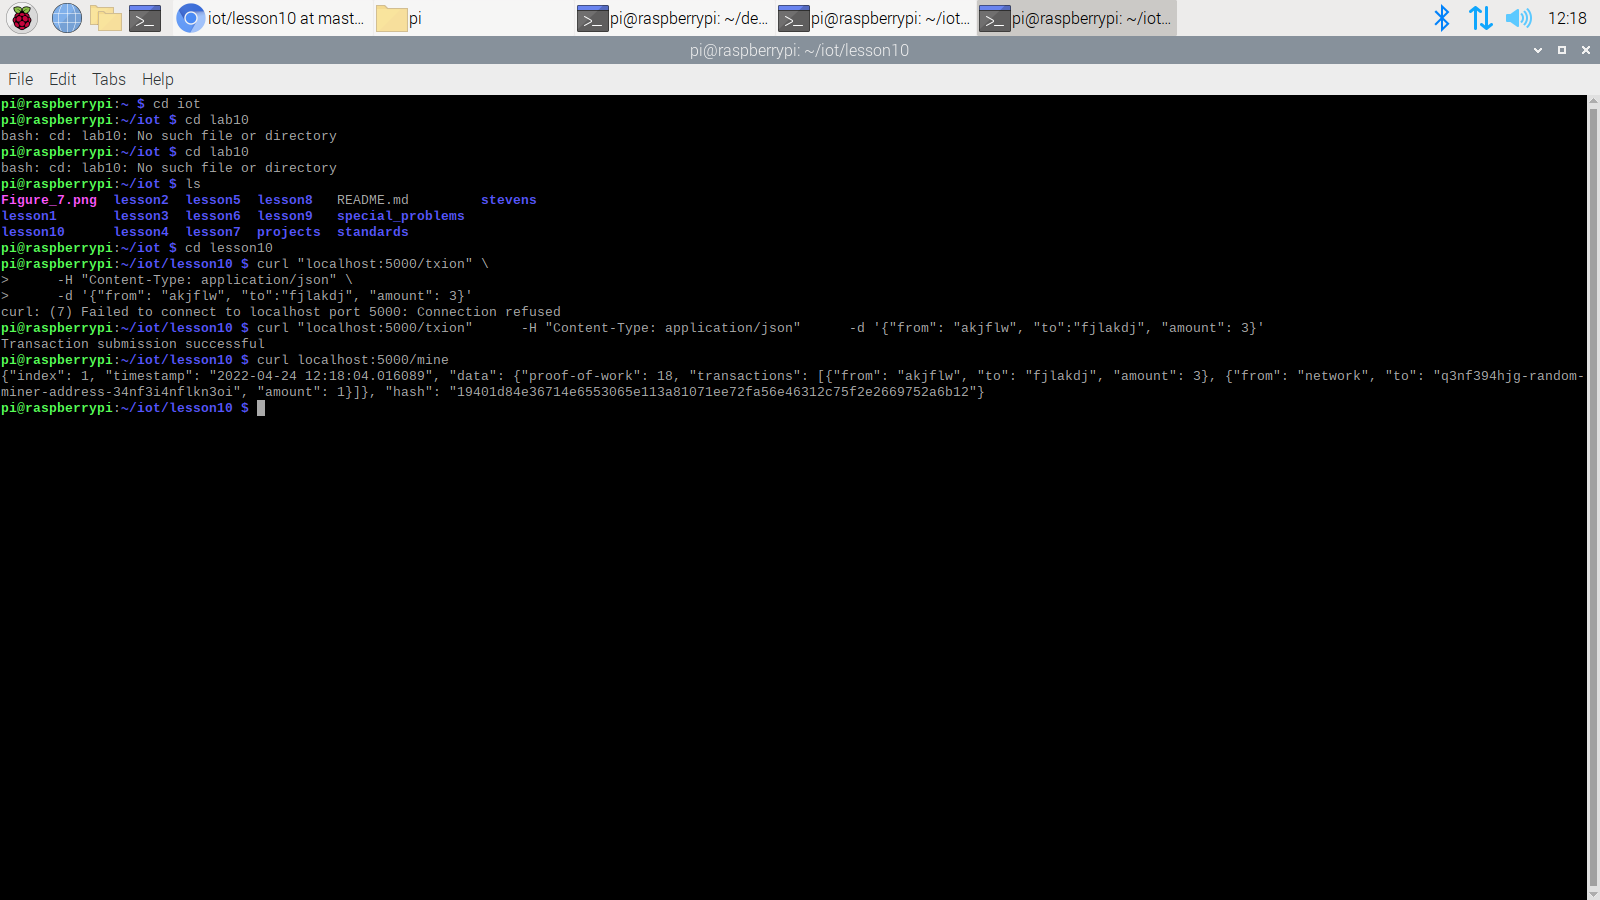 iot/lesson10 at mast... pi pi@raspberrypi: ~/de... pi@raspberrypi: ~/iot... pi@raspberrypi: ~/iot... 12:18
pi@raspberrypi: ~/iot/lesson10
File Edit Tabs Help
pi@raspberrypi:~ $ cd iot
pi@raspberrypi:~/iot $ cd lab10
bash: cd: lab10: No such file or directory
pi@raspberrypi:~/iot $ cd lab10
bash: cd: lab10: No such file or directory
pi@raspberrypi:~/iot $ ls
Figure_7.png  lesson2  lesson5  lesson8   README.md         stevens
lesson1       lesson3  lesson6  lesson9   special_problems
lesson10      lesson4  lesson7  projects  standards
pi@raspberrypi:~/iot $ cd lesson10
pi@raspberrypi:~/iot/lesson10 $ curl "localhost:5000/txion" \
>      -H "Content-Type: application/json" \
>      -d '{"from": "akjflw", "to":"fjlakdj", "amount": 3}'
curl: (7) Failed to connect to localhost port 5000: Connection refused
pi@raspberrypi:~/iot/lesson10 $ curl "localhost:5000/txion"      -H "Content-Type: application/json"      -d '{"from": "akjflw", "to":"fjlakdj", "amount": 3}'
Transaction submission successful
pi@raspberrypi:~/iot/lesson10 $ curl localhost:5000/mine
{"index": 1, "timestamp": "2022-04-24 12:18:04.016089", "data": {"proof-of-work": 18, "transactions": [{"from": "akjflw", "to": "fjlakdj", "amount": 3}, {"from": "network", "to": "q3nf394hjg-random-
miner-address-34nf3i4nflkn3oi", "amount": 1}]}, "hash": "19401d84e36714e6553065e113a81071ee72fa56e46312c75f2e2669752a6b12"}
pi@raspberrypi:~/iot/lesson10 $